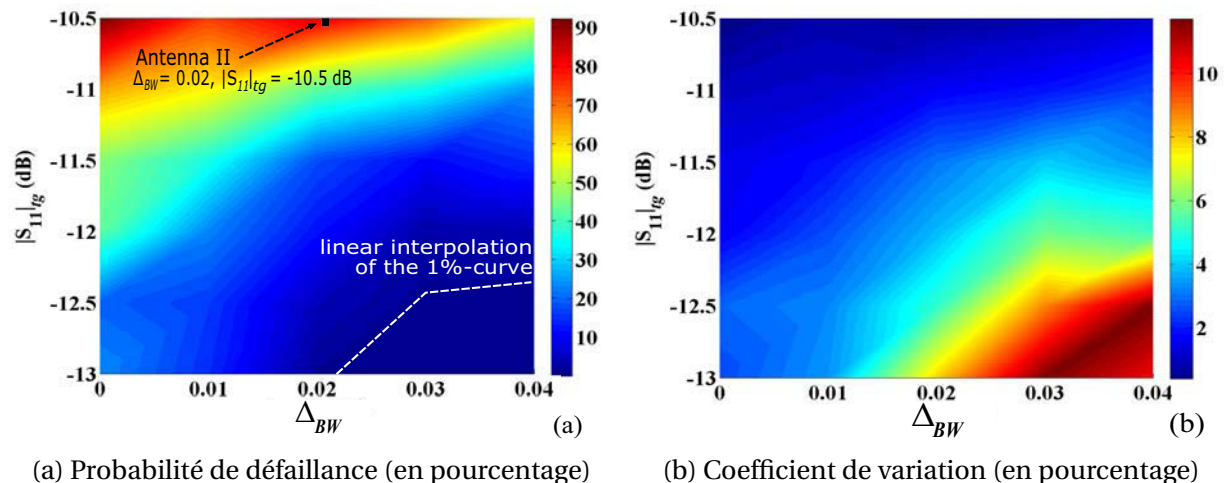 -10.5
-11
-11.5
-12
-12.5
-13
|S11|tg (dB)
Antenna II
ΔBW = 0.02, |S11|tg = -10.5 dB
linear interpolation
of the 1%-curve
0 0.01 0.02 0.03 0.04
ΔBW
(a)
90
80
70
60
50
40
30
20
10
-10.5
-11
-11.5
-12
-12.5
-13
|S11|tg (dB)
0 0.01 0.02 0.03 0.04
ΔBW
(b)
10
8
6
4
2
(a) Probabilité de défaillance (en pourcentage)
(b) Coefficient de variation (en pourcentage)